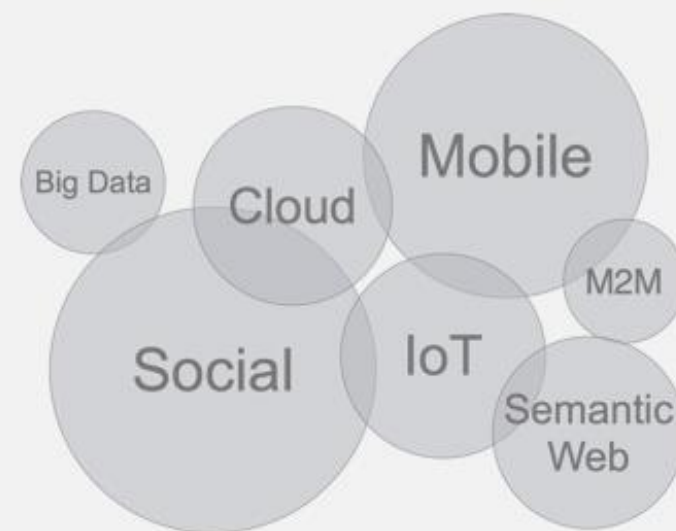 Mobile
Big Data
Cloud
M2M
IoT
Social
Semantic
Web